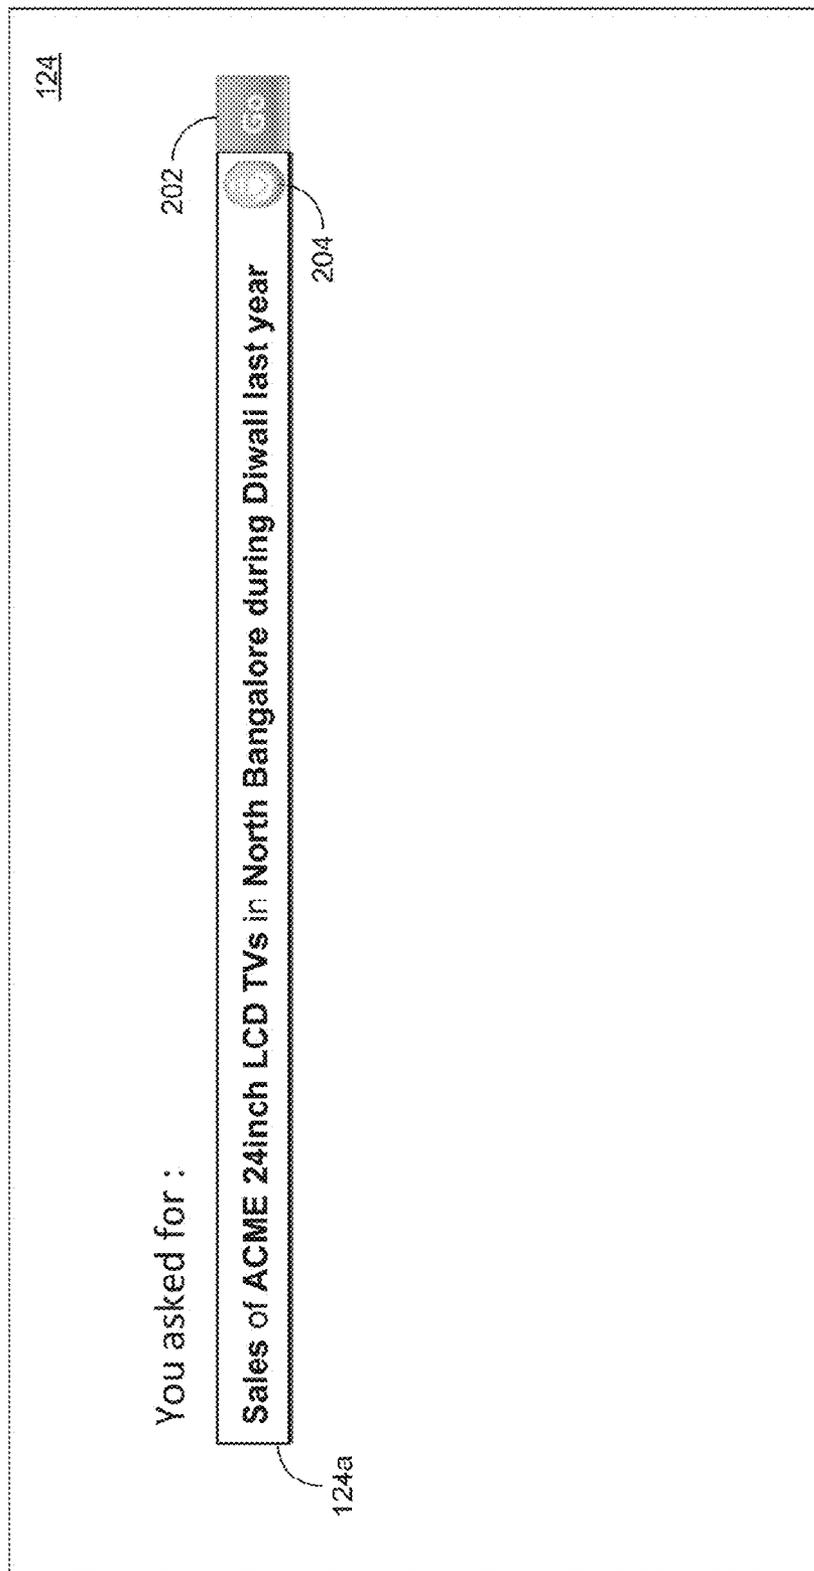 124
You asked for :
202
Sales of ACME 24inch LCD TVs in North Bangalore during Diwali last year
Go
204
124a